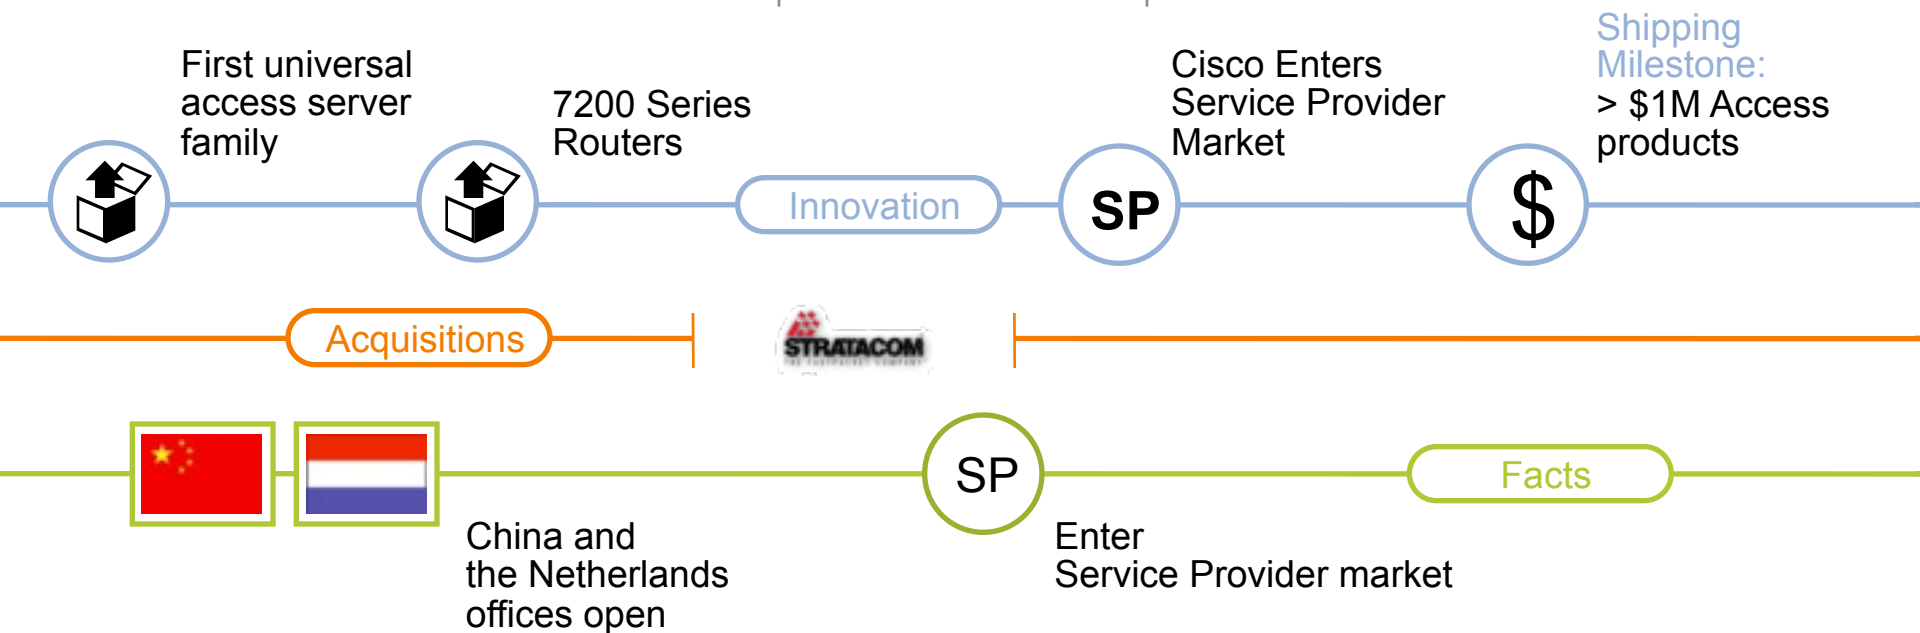 First universal
access server
family
7200 Series
Routers
Innovation
Cisco Enters
Service Provider
Market
SP
Shipping
Milestone:
> $1M Access
products
$
Acquisitions
STRATACOM
China and
the Netherlands
offices open
SP
Enter
Service Provider market
Facts